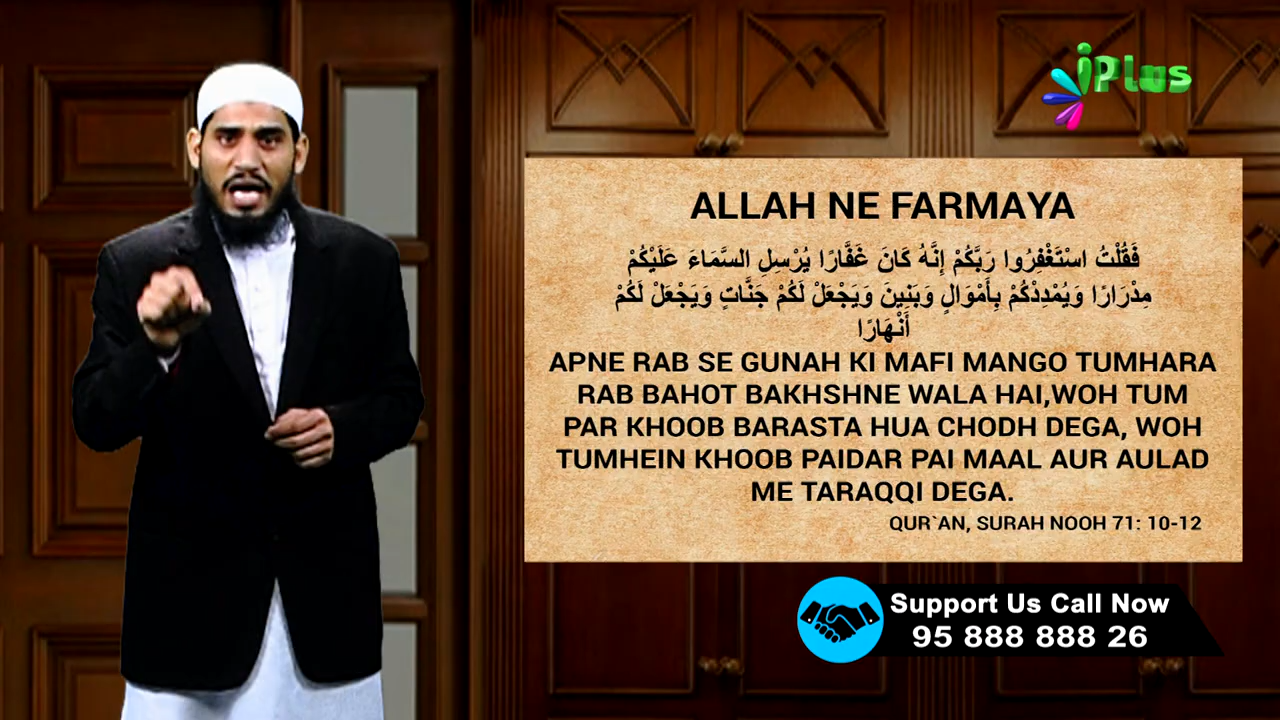 iPlus
ALLAH NE FARMAYA
فَقُلْتُ اسْتَغْفِرُوا رَبَّكُمْ إِنَّهُ كَانَ غَفَّارًا يُرْسِلِ السَّمَاءَ عَلَيْكُمْ
مِدْرَارًا وَيُمْدِدْكُمْ بِأَمْوَالٍ وَبَنِينَ وَيَجْعَلْ لَكُمْ جَنَّاتٍ وَيَجْعَلْ لَكُمْ
أَنْهَارًا
APNE RAB SE GUNAH KI MAFI MANGO TUMHARA
RAB BAHOT BAKHSHNE WALA HAI,WOH TUM
PAR KHOOB BARASTA HUA CHODH DEGA, WOH
TUMHEIN KHOOB PAIDAR PAI MAAL AUR AULAD
ME TARAQQI DEGA.
QUR`AN, SURAH NOOH 71: 10-12
Support Us Call Now
95 888 888 26